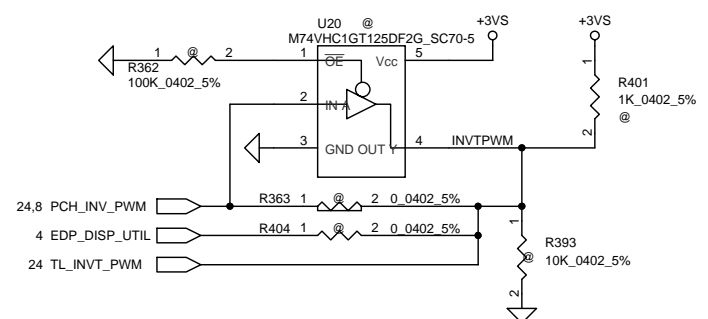 U20 @
M74VHC1GT125DF2G_SC70-5
+3VS
+3VS
1 @ 2
R362
100K_0402_5%
1 OE Vcc 5
2 IN A
3 GND OUT Y 4 INVTPWM
1
R401
1K_0402_5%
@
2
24,8 PCH_INV_PWM R363 1 @ 2 0_0402_5%
4 EDP_DISP_UTIL R404 1 @ 2 0_0402_5%
24 TL_INVT_PWM
1
R393
@ 10K_0402_5%
2